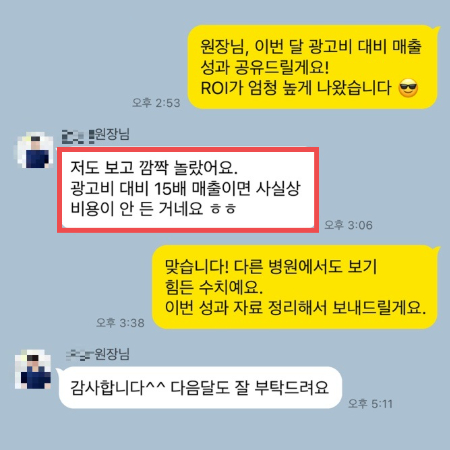 원장님, 이번 달 광고비 대비 매출
성과 공유드릴게요!
ROI가 엄청 높게 나왔습니다 😎
오후 2:53
원장님
저도 보고 깜짝 놀랐어요.
광고비 대비 15배 매출이면 사실상
비용이 안 든 거네요 ㅎㅎ
오후 3:06
맞습니다! 다른 병원에서도 보기
힘든 수치예요.
이번 성과 자료 정리해서 보내드릴게요.
오후 3:38
원장님
감사합니다^^ 다음달도 잘 부탁드려요
오후 5:11